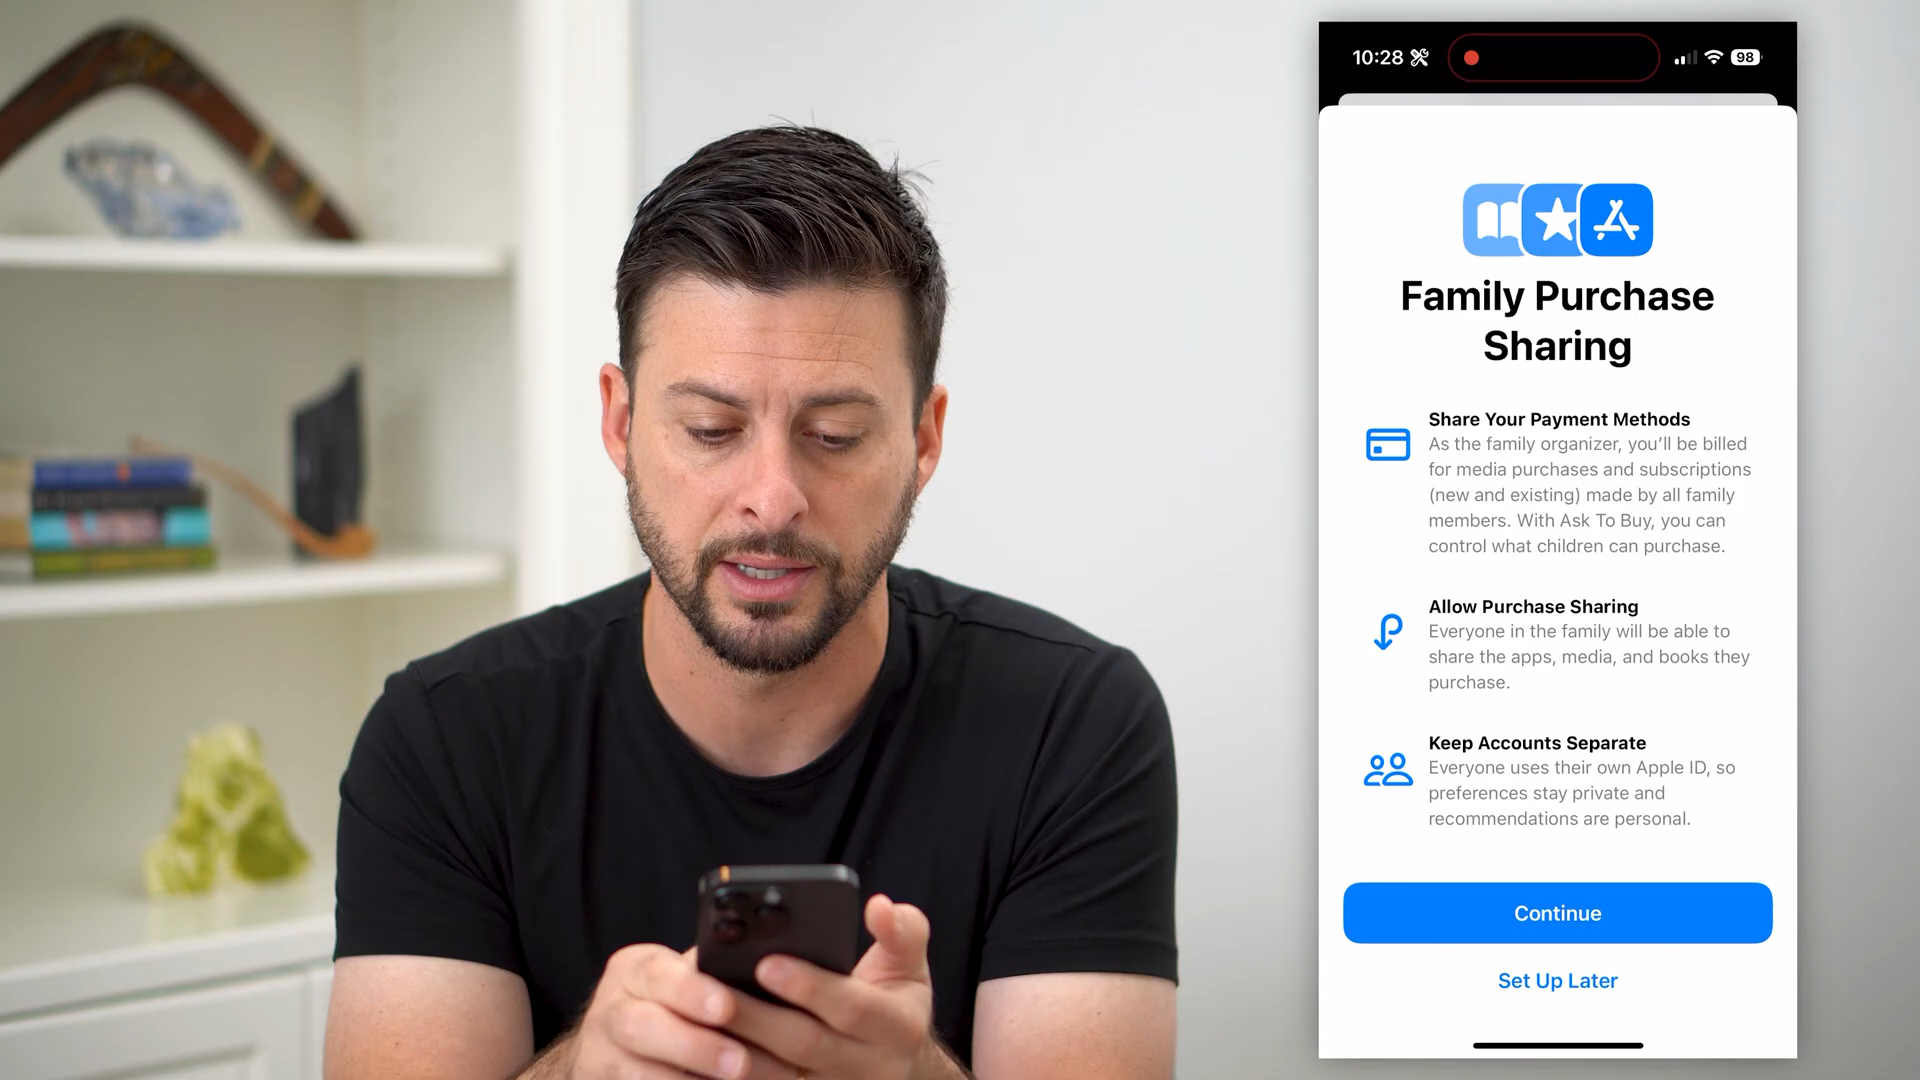 10:28
98
Family Purchase
Sharing
Share Your Payment Methods
As the family organizer, you’ll be billed
for media purchases and subscriptions
(new and existing) made by all family
members. With Ask To Buy, you can
control what children can purchase.
Allow Purchase Sharing
Everyone in the family will be able to
share the apps, media, and books they
purchase.
Keep Accounts Separate
Everyone uses their own Apple ID, so
preferences stay private and
recommendations are personal.
Continue
Set Up Later